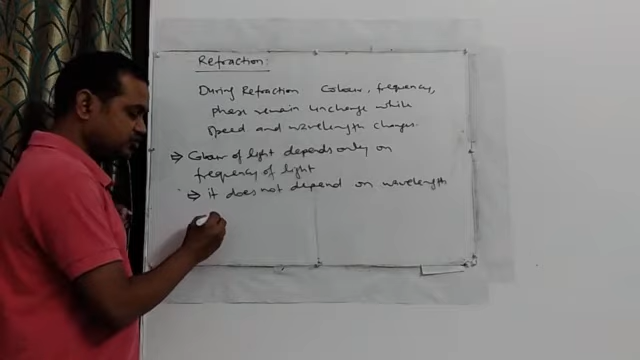 Refraction:
During Refraction Colour, frequency,
phase remain unchange while
speed and wavelength changes.
⇒ Colour of light depends only on
frequency of light
⇒ it does not depend on wavelength